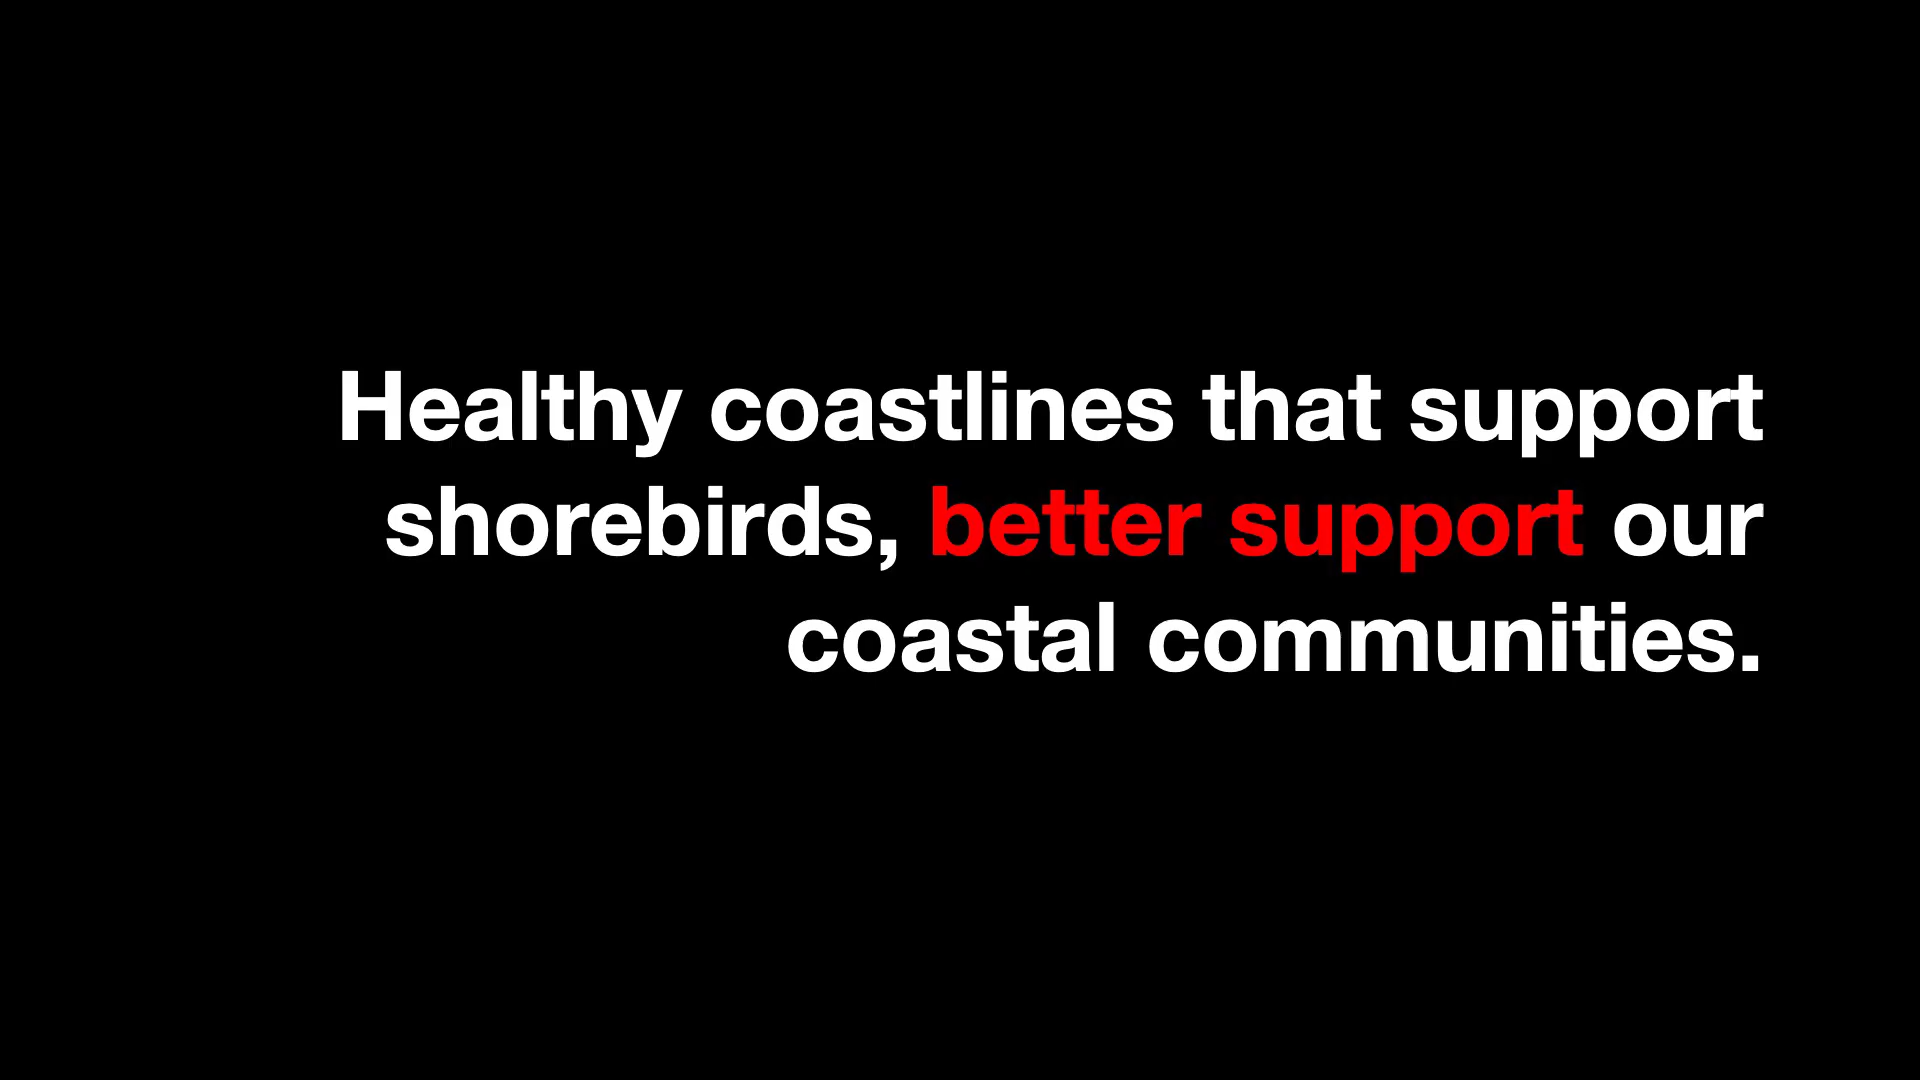 Healthy coastlines that support
shorebirds, better support our
coastal communities.